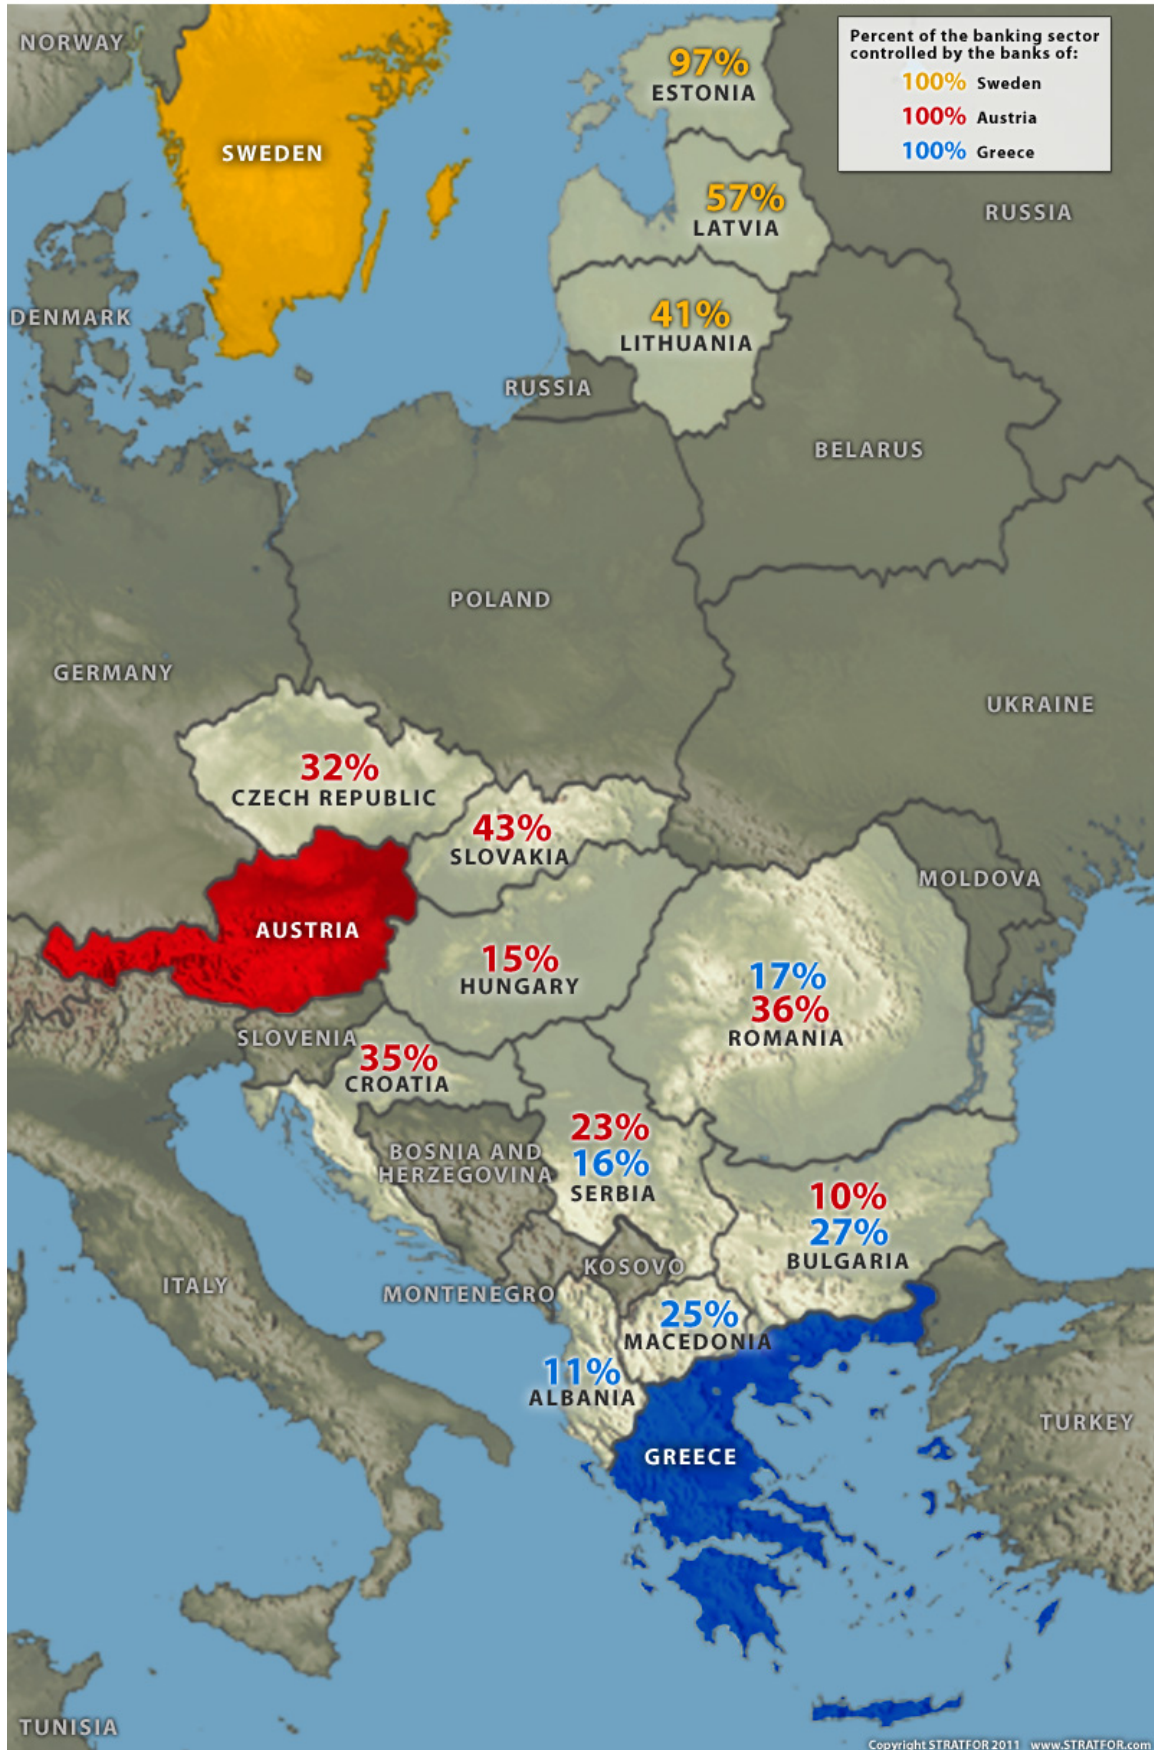 NORWAY
97%
ESTONIA
Percent of the banking sector
controlled by the banks of:
100% Sweden
100% Austria
100% Greece
SWEDEN
57%
LATVIA
RUSSIA
DENMARK
41%
LITHUANIA
RUSSIA
BELARUS
POLAND
GERMANY
UKRAINE
32%
CZECH REPUBLIC
43%
SLOVAKIA
MOLDOVA
AUSTRIA
15%
HUNGARY
17%
36%
ROMANIA
SLOVENIA
35%
CROATIA
23%
16%
SERBIA
BOSNIA AND
HERZEGOVINA
10%
27%
BULGARIA
KOSOVO
ITALY
MONTENEGRO
25%
MACEDONIA
11%
ALBANIA
TURKEY
GREECE
TUNISIA
Copyright STRATFOR 2011 www.STRATFOR.com